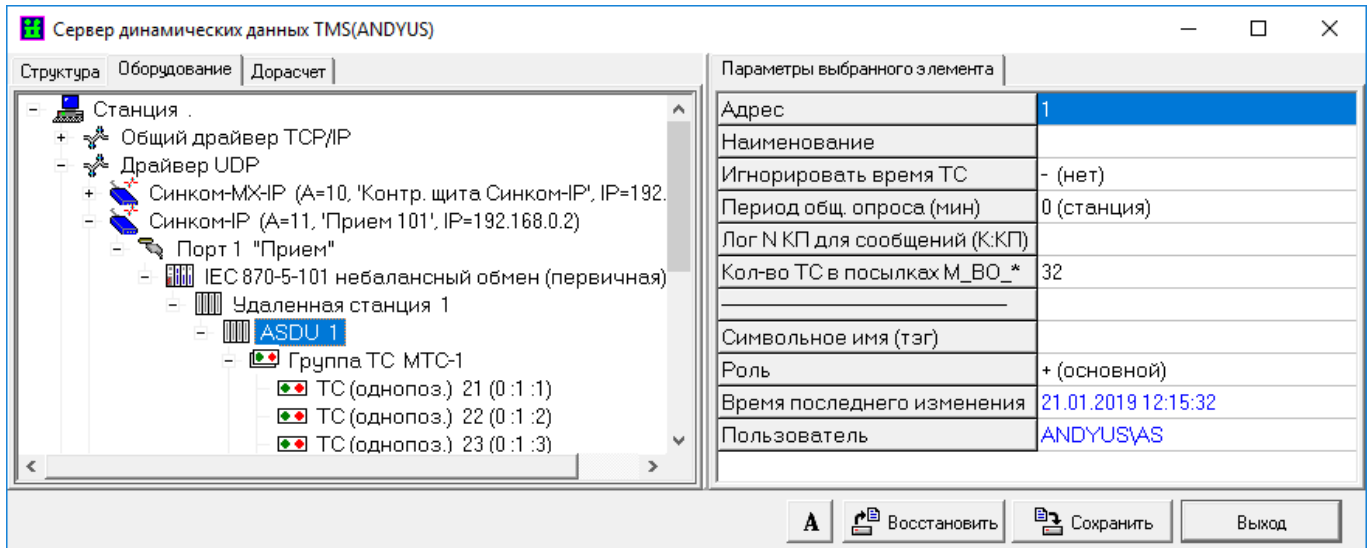 Сервер динамических данных TMS(ANDYUS)
Структура Оборудование Дорасчет
Станция .
Общий драйвер TCP/IP
Драйвер UDP
Синком-MX-IP (A=10, 'Контр. щита Синком-IP', IP=192.
Синком-IP (A=11, 'Прием 101', IP=192.168.0.2)
Порт 1 "Прием"
IEC 870-5-101 небалансный обмен (первичная)
Удаленная станция 1
ASDU 1
Группа ТС МТС-1
ТС (однопоз.) 21 (0 :1 :1)
ТС (однопоз.) 22 (0 :1 :2)
ТС (однопоз.) 23 (0 :1 :3)
Параметры выбранного элемента
Адрес 1
Наименование
Игнорировать время ТС - (нет)
Период общ. опроса (мин) 0 (станция)
Лог N КП для сообщений (К:КП)
Кол-во ТС в посылках M_BO_* 32
Символьное имя (тэг)
Роль + (основной)
Время последнего изменения 21.01.2019 12:15:32
Пользователь ANDYUS\AS
A Восстановить Сохранить Выход